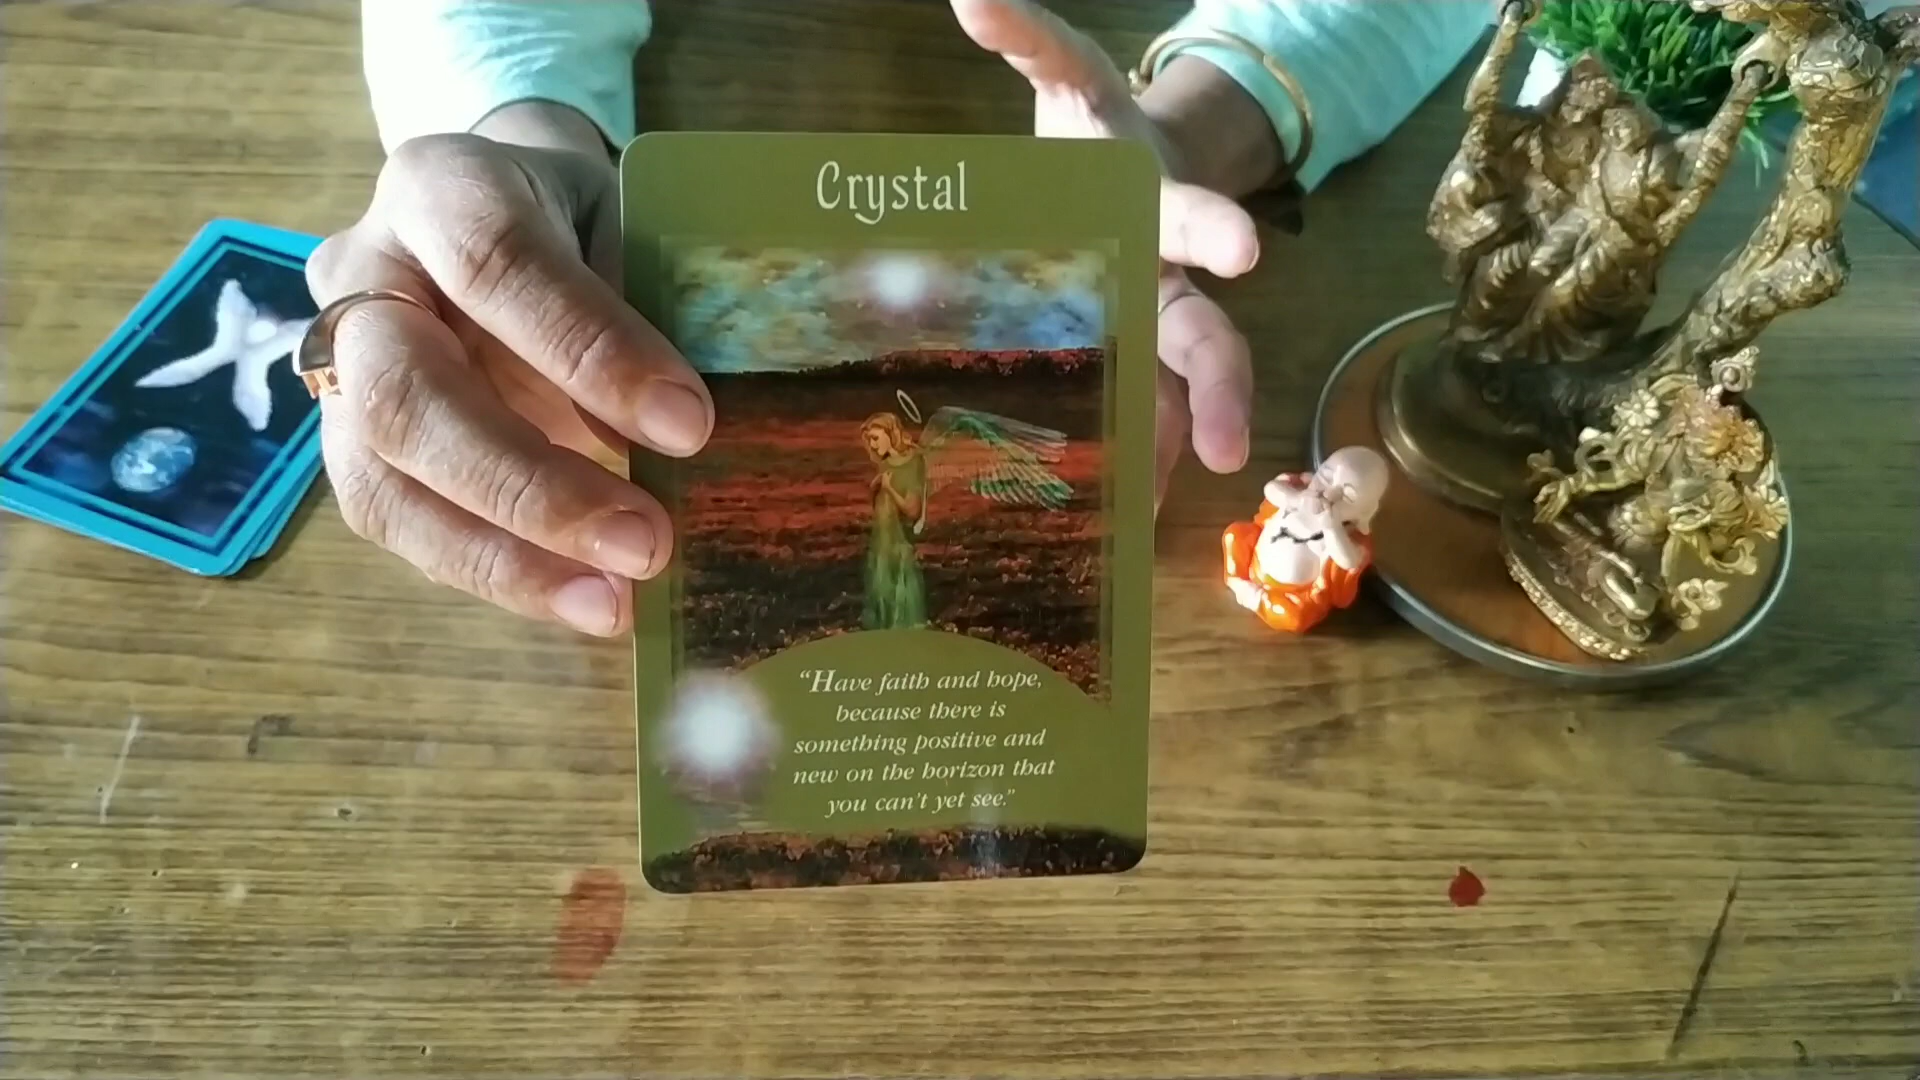 Crystal
“Have faith and hope,
because there is
something positive and
new on the horizon that
you can't yet see.”